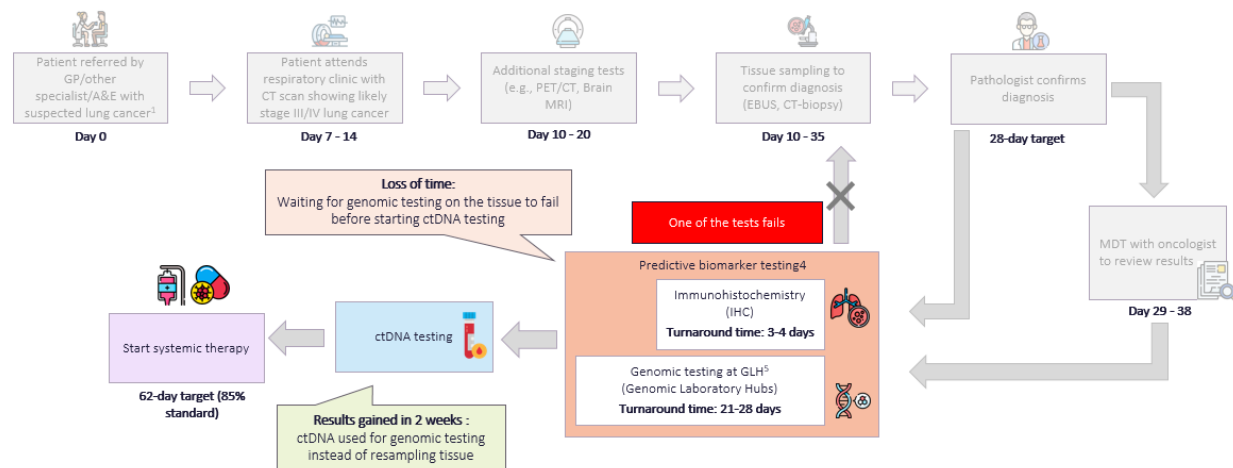 Patient referred by
GP/other
specialist/A&E with
suspected lung cancer¹
Day 0
Patient attends
respiratory clinic with
CT scan showing likely
stage III/IV lung cancer
Day 7 - 14
Additional staging tests
(e.g., PET/CT, Brain
MRI)
Day 10 - 20
Tissue sampling to
confirm diagnosis
(EBUS, CT-biopsy)
Day 10 - 35
Pathologist confirms
diagnosis
28-day target
MDT with oncologist
to review results
Day 29 - 38
Loss of time:
Waiting for genomic testing on the tissue to fail
before starting ctDNA testing
One of the tests fails
Predictive biomarker testing4
Immunohistochemistry
(IHC)
Turnaround time: 3-4 days
Genomic testing at GLH⁵
(Genomic Laboratory Hubs)
Turnaround time: 21-28 days
ctDNA testing
Start systemic therapy
62-day target (85%
standard)
Results gained in 2 weeks :
ctDNA used for genomic testing
instead of resampling tissue